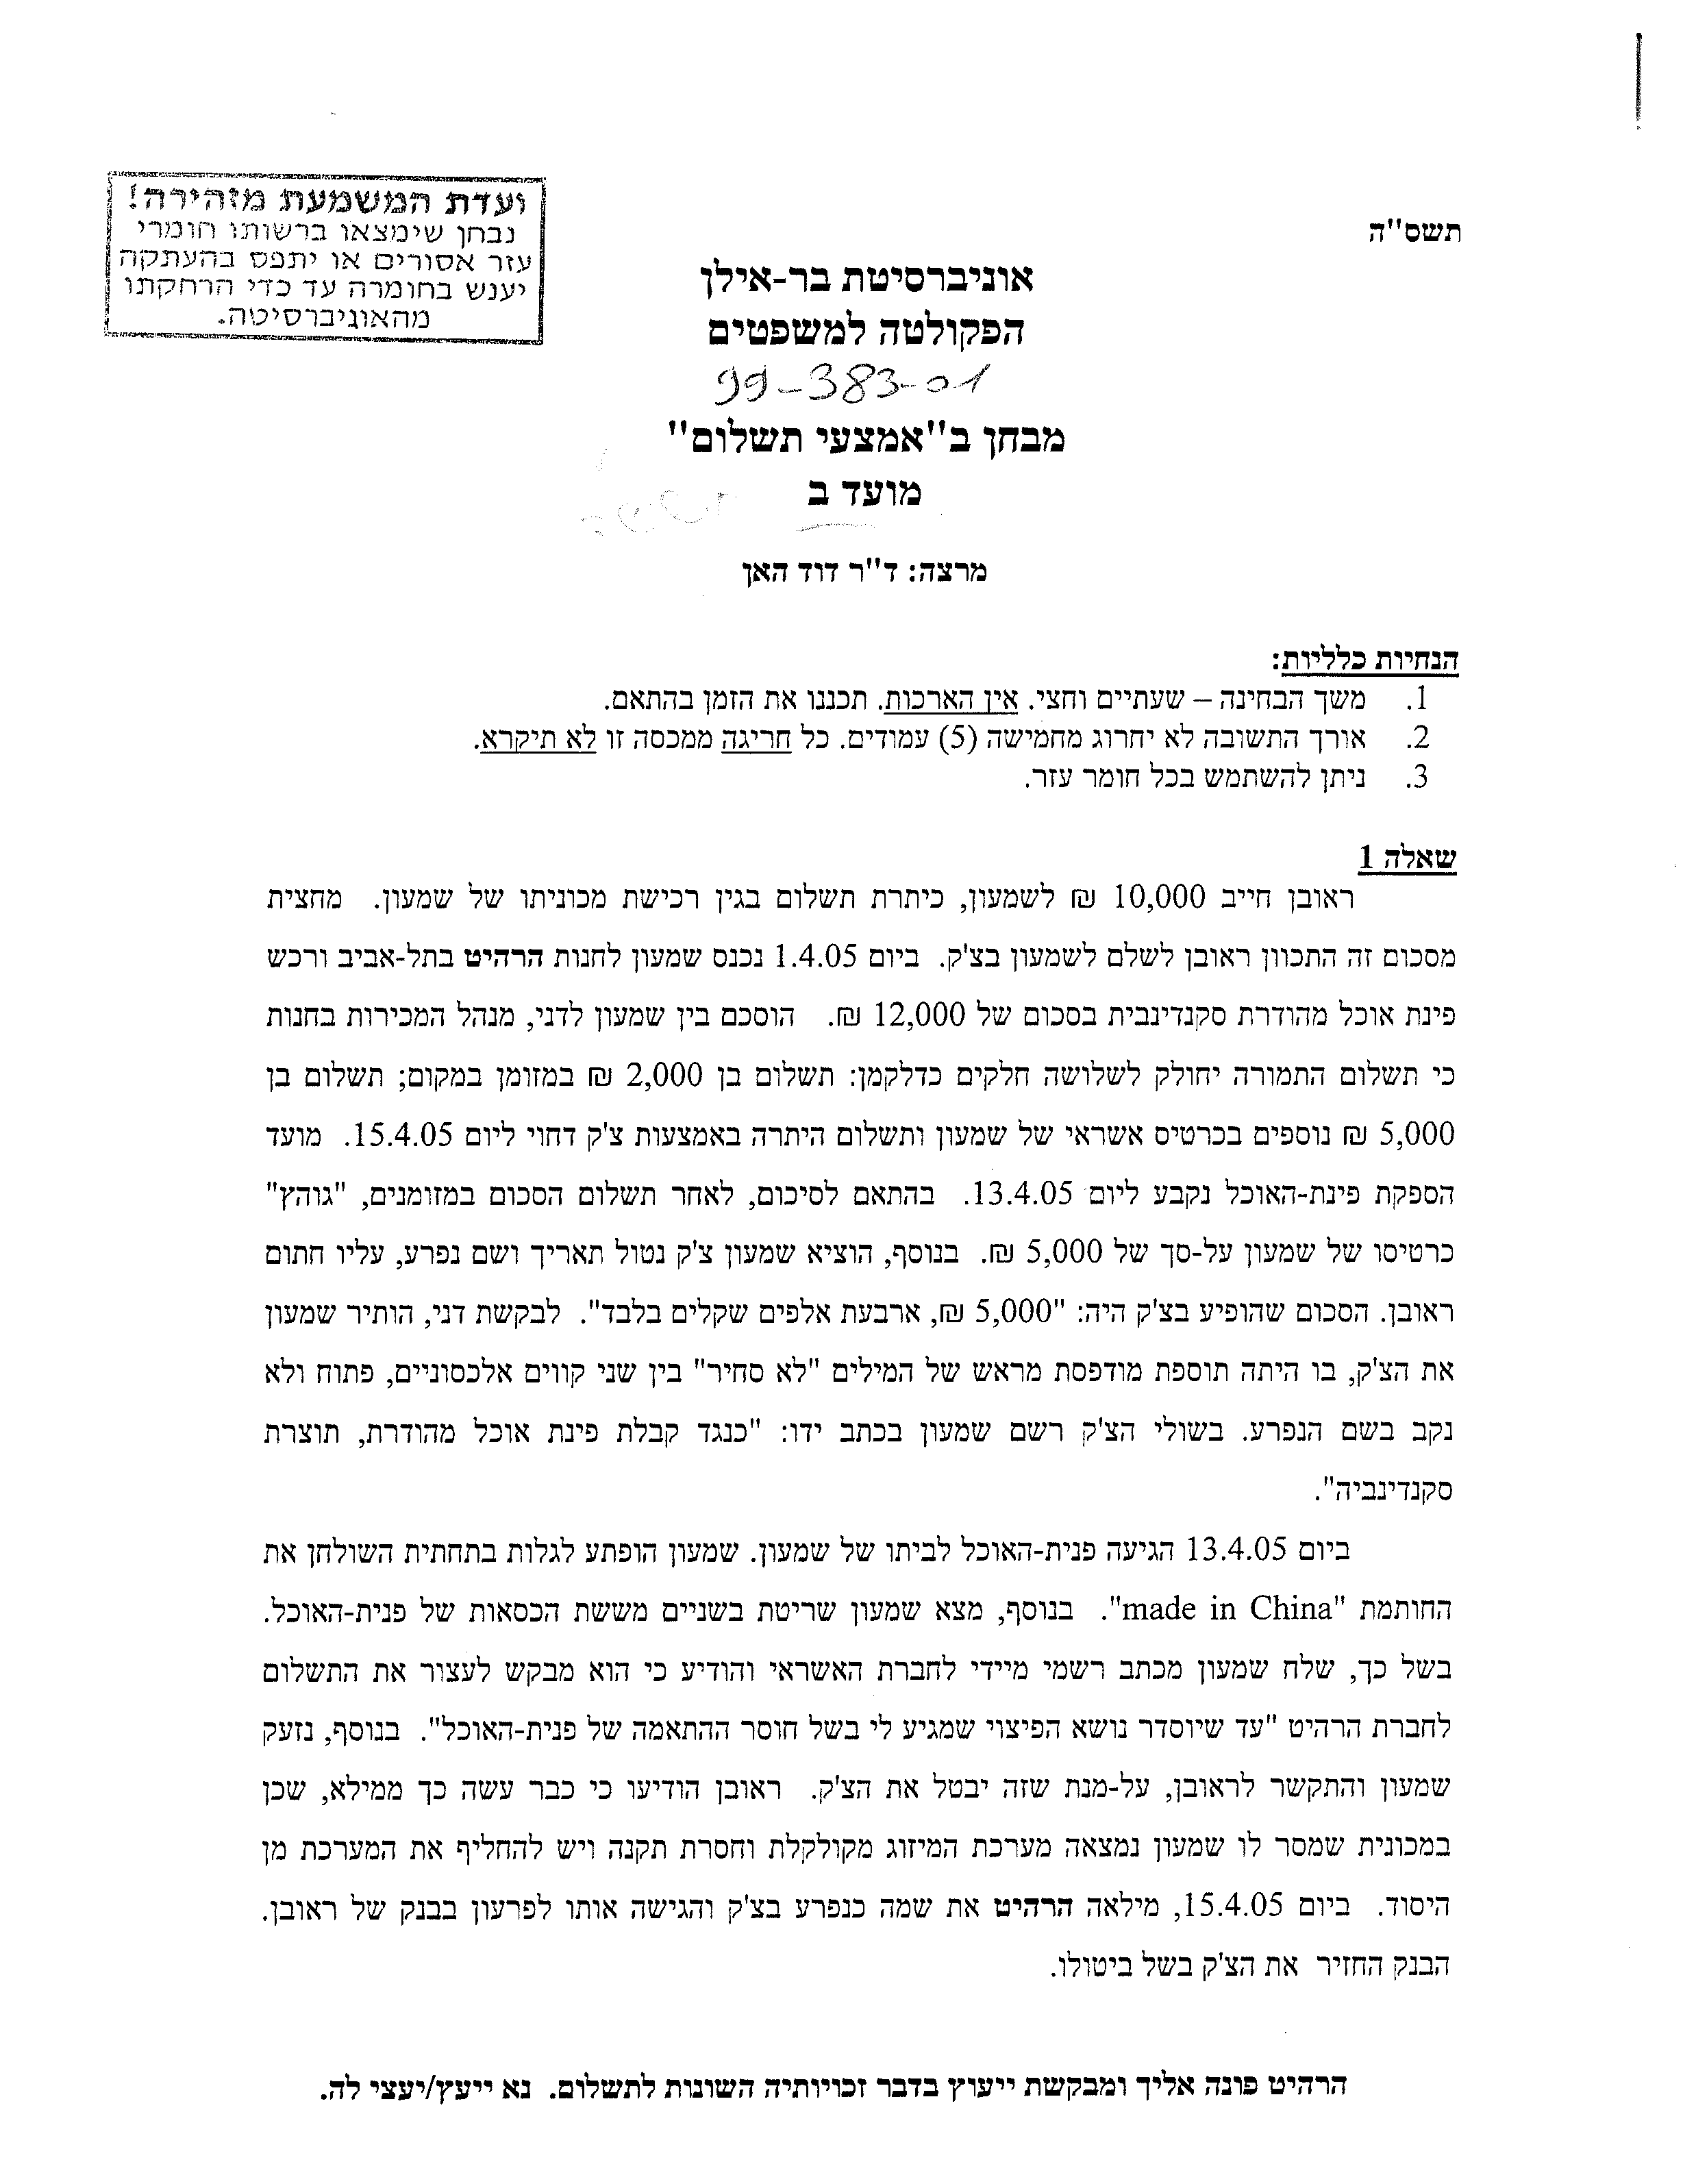 ועדת המשמעת מזהירה!
נבחן שימצאו ברשותו חומרי
עזר אסורים או יתפס בהעתקה
יענש בחומרה עד כדי הרחקתו
מהאוניברסיטה.
תשס"ה
אוניברסיטת בר-אילן
הפקולטה למשפטים
99-383-01
מבחן ב"אמצעי תשלום"
מועד ב
מרצה: ד"ר דוד האן
הנחיות כלליות:
1. משך הבחינה – שעתיים וחצי. אין הארכות. תכננו את הזמן בהתאם.
2. אורך התשובה לא יחרוג מחמישה (5) עמודים. כל חריגה ממכסה זו לא תיקרא.
3. ניתן להשתמש בכל חומר עזר.
שאלה 1
ראובן חייב 10,000 ₪ לשמעון, כיתרת תשלום בגין רכישת מכוניתו של שמעון. מחצית
מסכום זה התכוון ראובן לשלם לשמעון בצ'ק. ביום 1.4.05 נכנס שמעון לחנות הרהיט בתל-אביב ורכש
פינת אוכל מהודרת סקנדינבית בסכום של 12,000 ₪. הוסכם בין שמעון לדני, מנהל המכירות בחנות
כי תשלום התמורה יחולק לשלושה חלקים כדלקמן: תשלום בן 2,000 ₪ במזומן במקום; תשלום בן
5,000 ₪ נוספים בכרטיס אשראי של שמעון ותשלום היתרה באמצעות צ'ק דחוי ליום 15.4.05. מועד
הספקת פינת-האוכל נקבע ליום 13.4.05. בהתאם לסיכום, לאחר תשלום הסכום במזומנים, "גוהץ"
כרטיסו של שמעון על-סך של 5,000 ₪. בנוסף, הוציא שמעון צ'ק נטול תאריך ושם נפרע, עליו חתום
ראובן. הסכום שהופיע בצ'ק היה: "5,000 ₪, ארבעת אלפים שקלים בלבד". לבקשת דני, הותיר שמעון
את הצ'ק, בו היתה תוספת מודפסת מראש של המילים "לא סחיר" בין שני קווים אלכסוניים, פתוח ולא
נקב בשם הנפרע. בשולי הצ'ק רשם שמעון בכתב ידו: "כנגד קבלת פינת אוכל מהודרת, תוצרת
סקנדינביה".
ביום 13.4.05 הגיעה פנית-האוכל לביתו של שמעון. שמעון הופתע לגלות בתחתית השולחן את
החותמת "made in China". בנוסף, מצא שמעון שריטת בשניים מששת הכסאות של פנית-האוכל.
בשל כך, שלח שמעון מכתב רשמי מיידי לחברת האשראי והודיע כי הוא מבקש לעצור את התשלום
לחברת הרהיט "עד שיוסדר נושא הפיצוי שמגיע לי בשל חוסר ההתאמה של פנית-האוכל". בנוסף, נזעק
שמעון והתקשר לראובן, על-מנת שזה יבטל את הצ'ק. ראובן הודיעו כי כבר עשה כך ממילא, שכן
במכונית שמסר לו שמעון נמצאה מערכת המיזוג מקולקלת וחסרת תקנה ויש להחליף את המערכת מן
היסוד. ביום 15.4.05, מילאה הרהיט את שמה כנפרע בצ'ק והגישה אותו לפרעון בבנק של ראובן.
הבנק החזיר את הצ'ק בשל ביטולו.
הרהיט פונה אליך ומבקשת ייעוץ בדבר זכויותיה השונות לתשלום. נא ייעץ/יעצי לה.